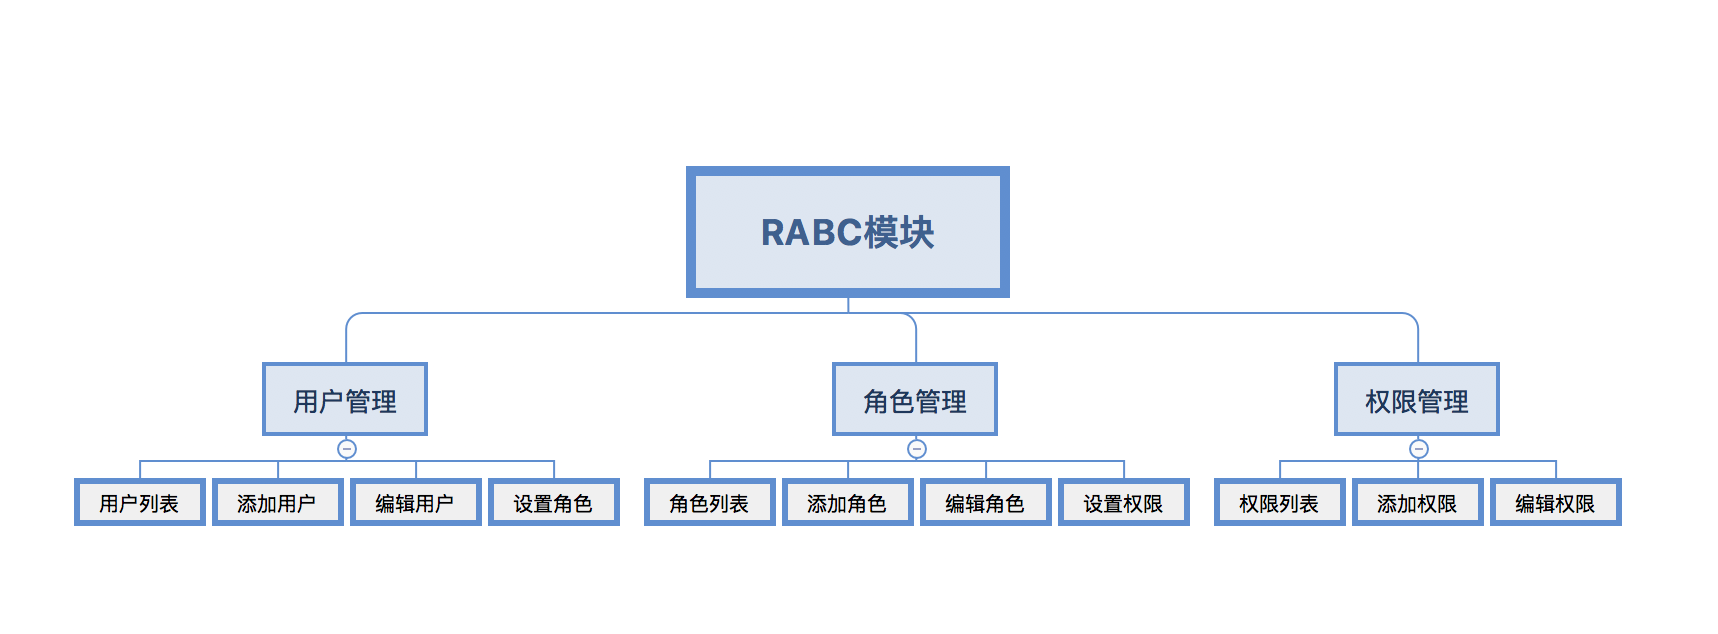 RABC模块
用户管理
角色管理
权限管理
用户列表
添加用户
编辑用户
设置角色
角色列表
添加角色
编辑角色
设置权限
权限列表
添加权限
编辑权限